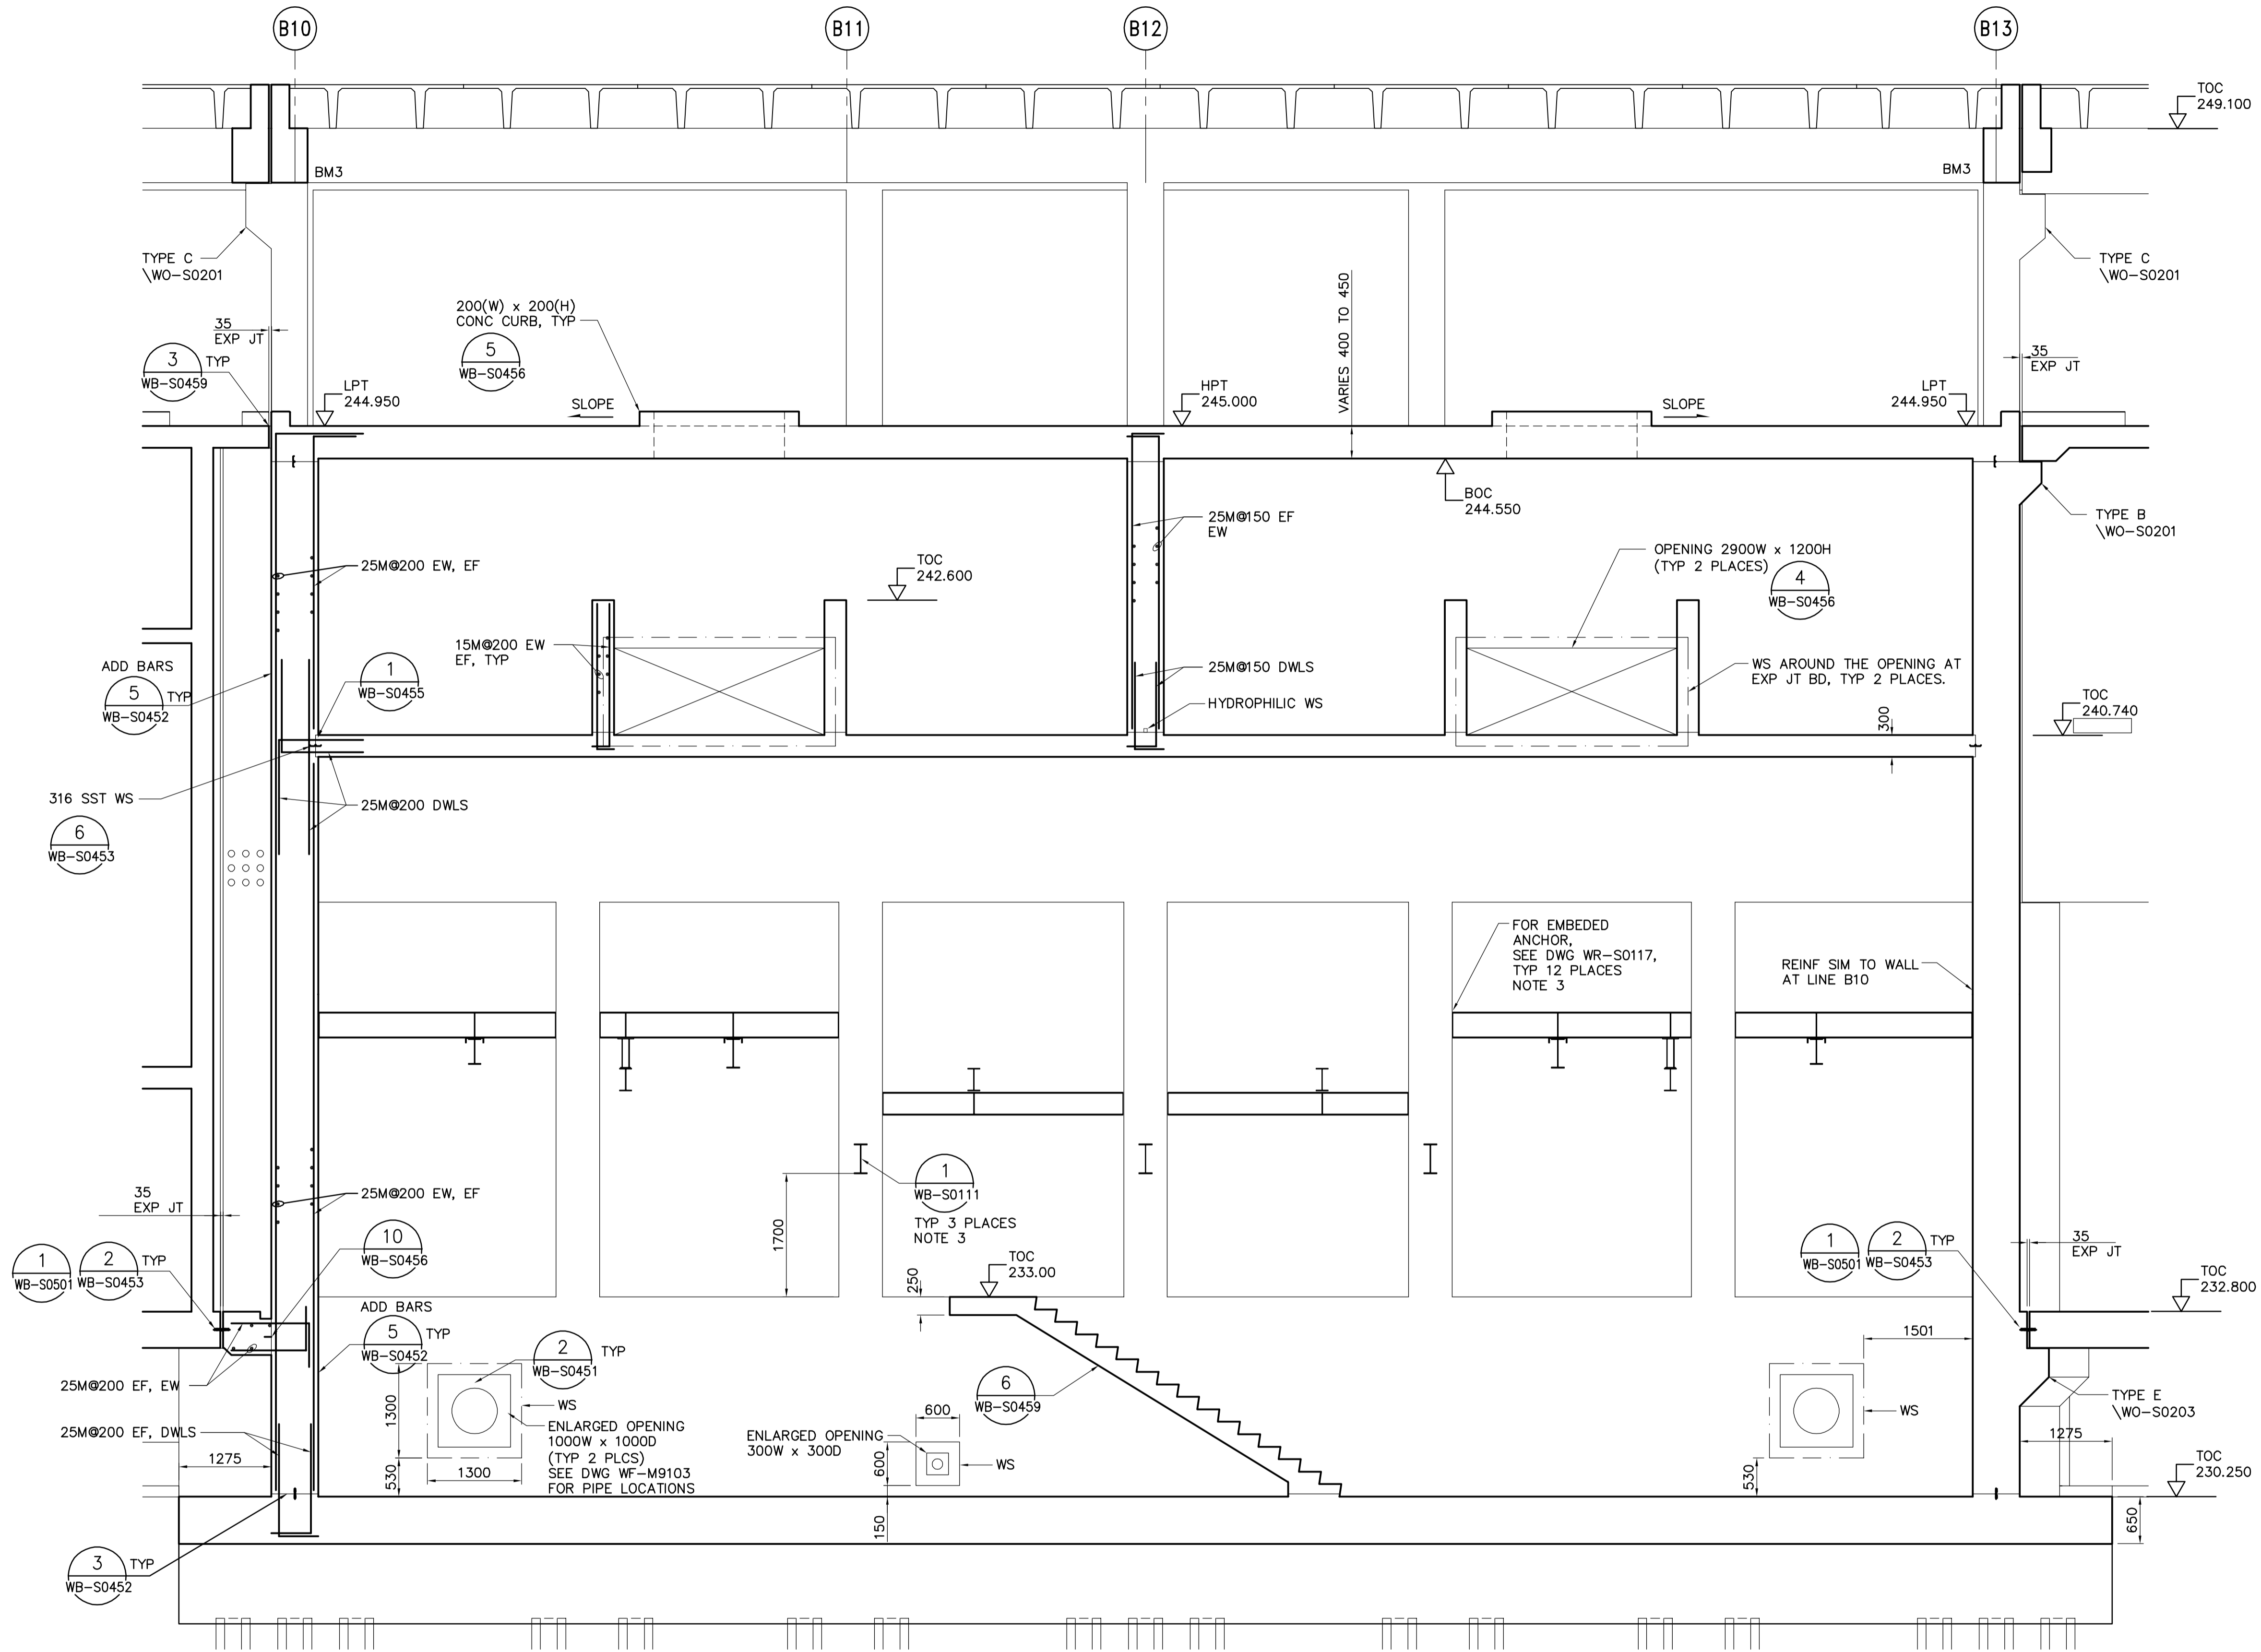 B10
B11
B12
B13
TOC
249.100
BM3
BM3
TYPE C
\WO-S0201
TYPE C
\WO-S0201
200(W) x 200(H)
CONC CURB, TYP
5
WB-S0456
VARIES 400 TO 450
35
EXP JT
3
TYP
WB-S0459
35
EXP JT
LPT
244.950
SLOPE
HPT
245.000
SLOPE
LPT
244.950
BOC
244.550
25M@150 EF
EW
TYPE B
\WO-S0201
25M@200 EW, EF
TOC
242.600
OPENING 2900W x 1200H
(TYP 2 PLACES)
4
WB-S0456
15M@200 EW
EF, TYP
ADD BARS
5
TYP
WB-S0452
1
WB-S0455
25M@150 DWLS
HYDROPHILIC WS
WS AROUND THE OPENING AT
EXP JT BD, TYP 2 PLACES.
TOC
240.740
300
316 SST WS
6
WB-S0453
25M@200 DWLS
FOR EMBEDED
ANCHOR,
SEE DWG WR-S0117,
TYP 12 PLACES
NOTE 3
REINF SIM TO WALL
AT LINE B10
35
EXP JT
25M@200 EW, EF
1
WB-S0111
TYP 3 PLACES
NOTE 3
1700
1
WB-S0501
2
WB-S0453
TYP
10
WB-S0456
250
TOC
233.00
1
WB-S0501
2
WB-S0453
TYP
35
EXP JT
TOC
232.800
ADD BARS
5
TYP
WB-S0452
2
TYP
WB-S0451
1501
25M@200 EF, EW
1300
WS
6
WB-S0459
TYPE E
\WO-S0203
25M@200 EF, DWLS
ENLARGED OPENING
1000W x 1000D
(TYP 2 PLCS)
SEE DWG WF-M9103
FOR PIPE LOCATIONS
600
ENLARGED OPENING
300W x 300D
WS
WS
1275
1275
530
1300
600
530
TOC
230.250
150
650
3
TYP
WB-S0452